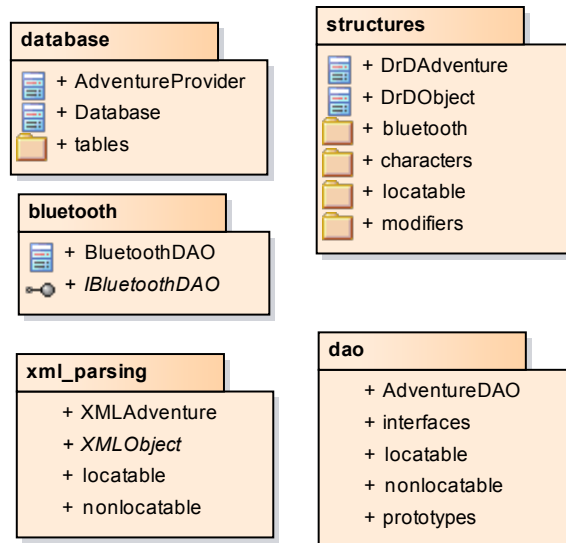 database
+ AdventureProvider
+ Database
+ tables
structures
+ DrDAdventure
+ DrDObject
+ bluetooth
+ characters
+ locatable
+ modifiers
bluetooth
+ BluetoothDAO
+ IBluetoothDAO
xml_parsing
+ XMLAdventure
+ XMLObject
+ locatable
+ nonlocatable
dao
+ AdventureDAO
+ interfaces
+ locatable
+ nonlocatable
+ prototypes